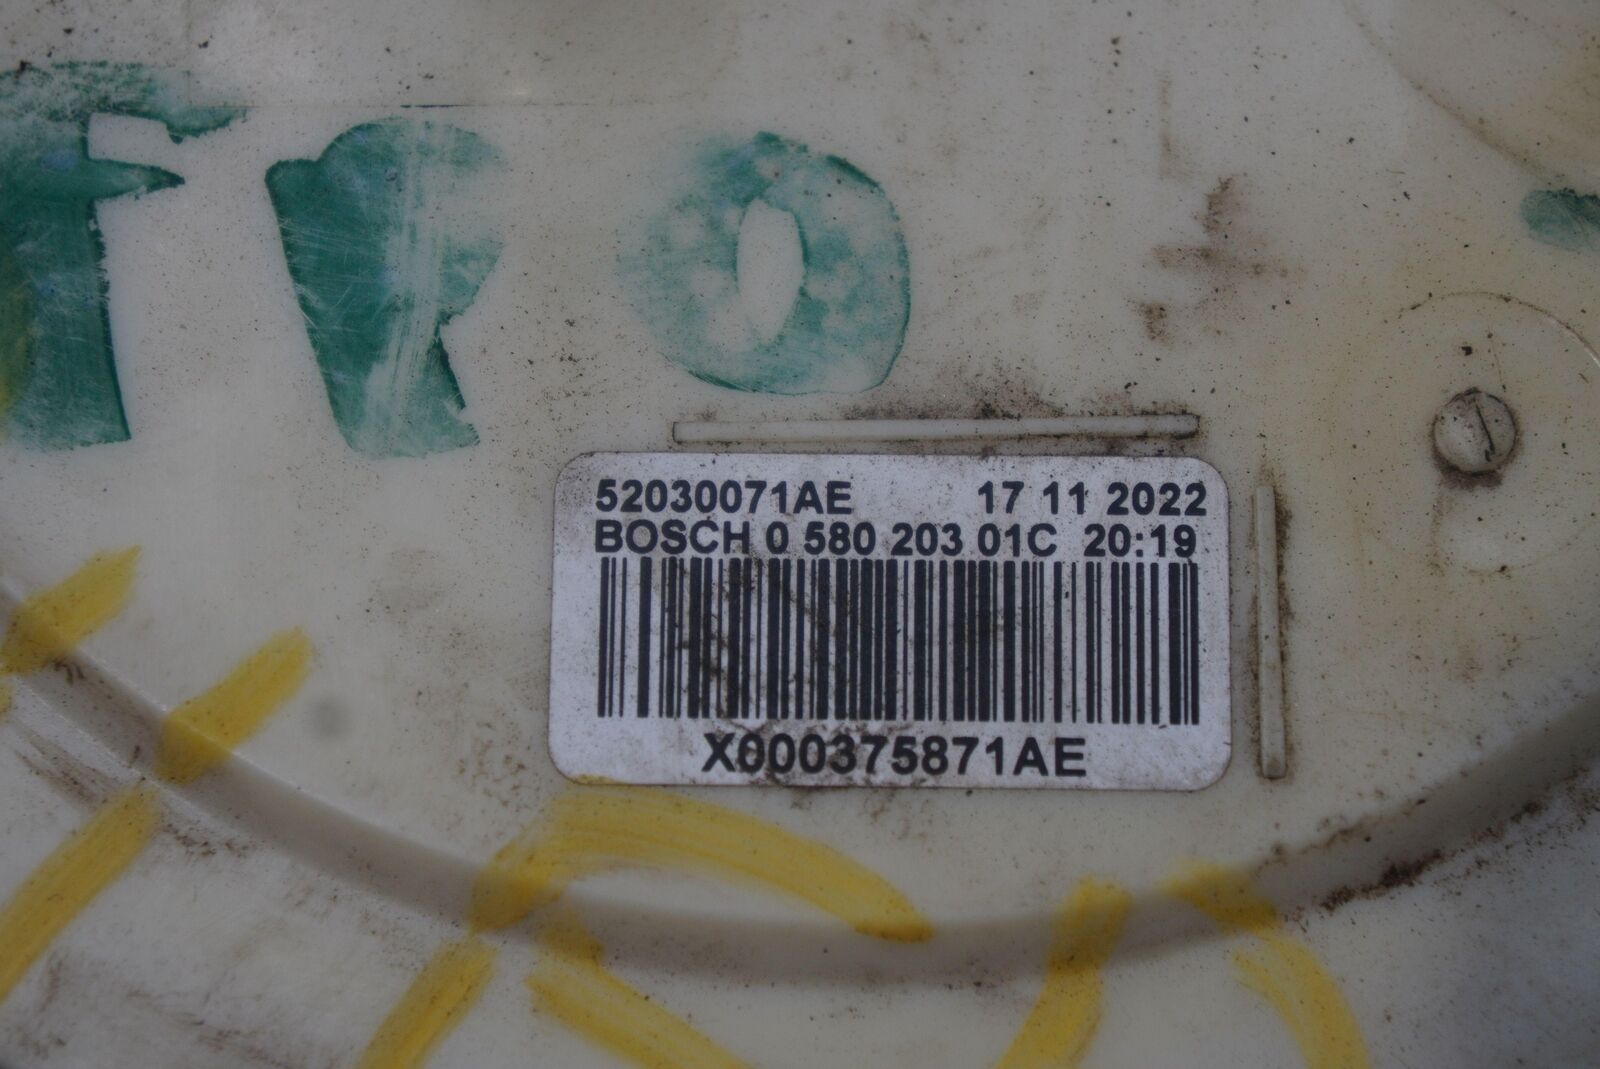 52030071AE 17 11 2022
BOSCH 0 580 203 01C 20:19
X000375871AE